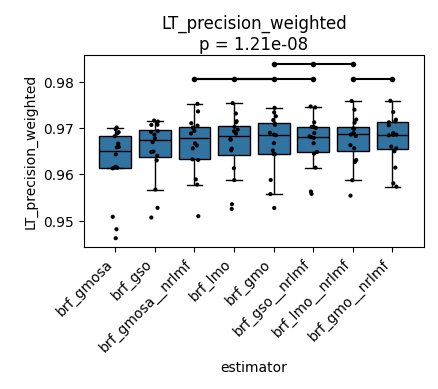 LT_precision_weighted
p = 1.21e-08
LT_precision_weighted
0.98
0.97
0.96
0.95
brf_gmosa
brf_gso
brf_gmosa__nrlmf
brf_lmo
brf_gmo
brf_gso__nrlmf
brf_lmo__nrlmf
brf_gmo__nrlmf
estimator